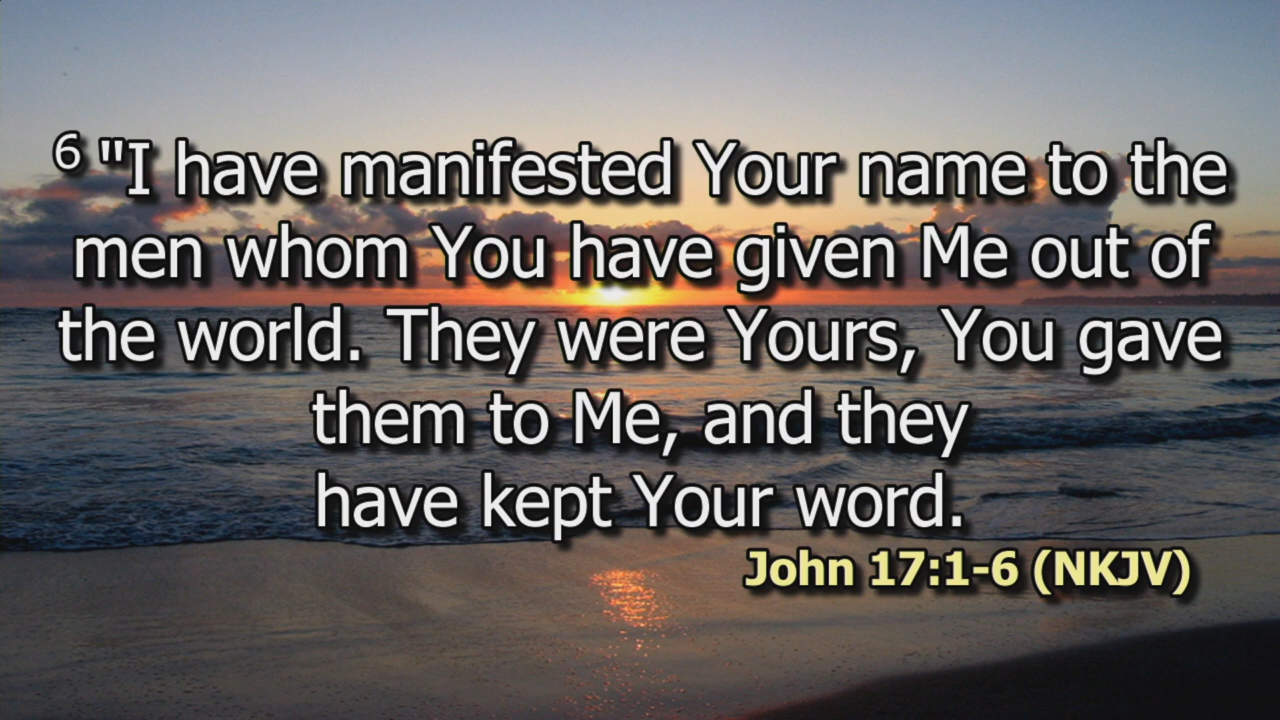 6 "I have manifested Your name to the
men whom You have given Me out of
the world. They were Yours, You gave
them to Me, and they
have kept Your word.
John 17:1-6 (NKJV)